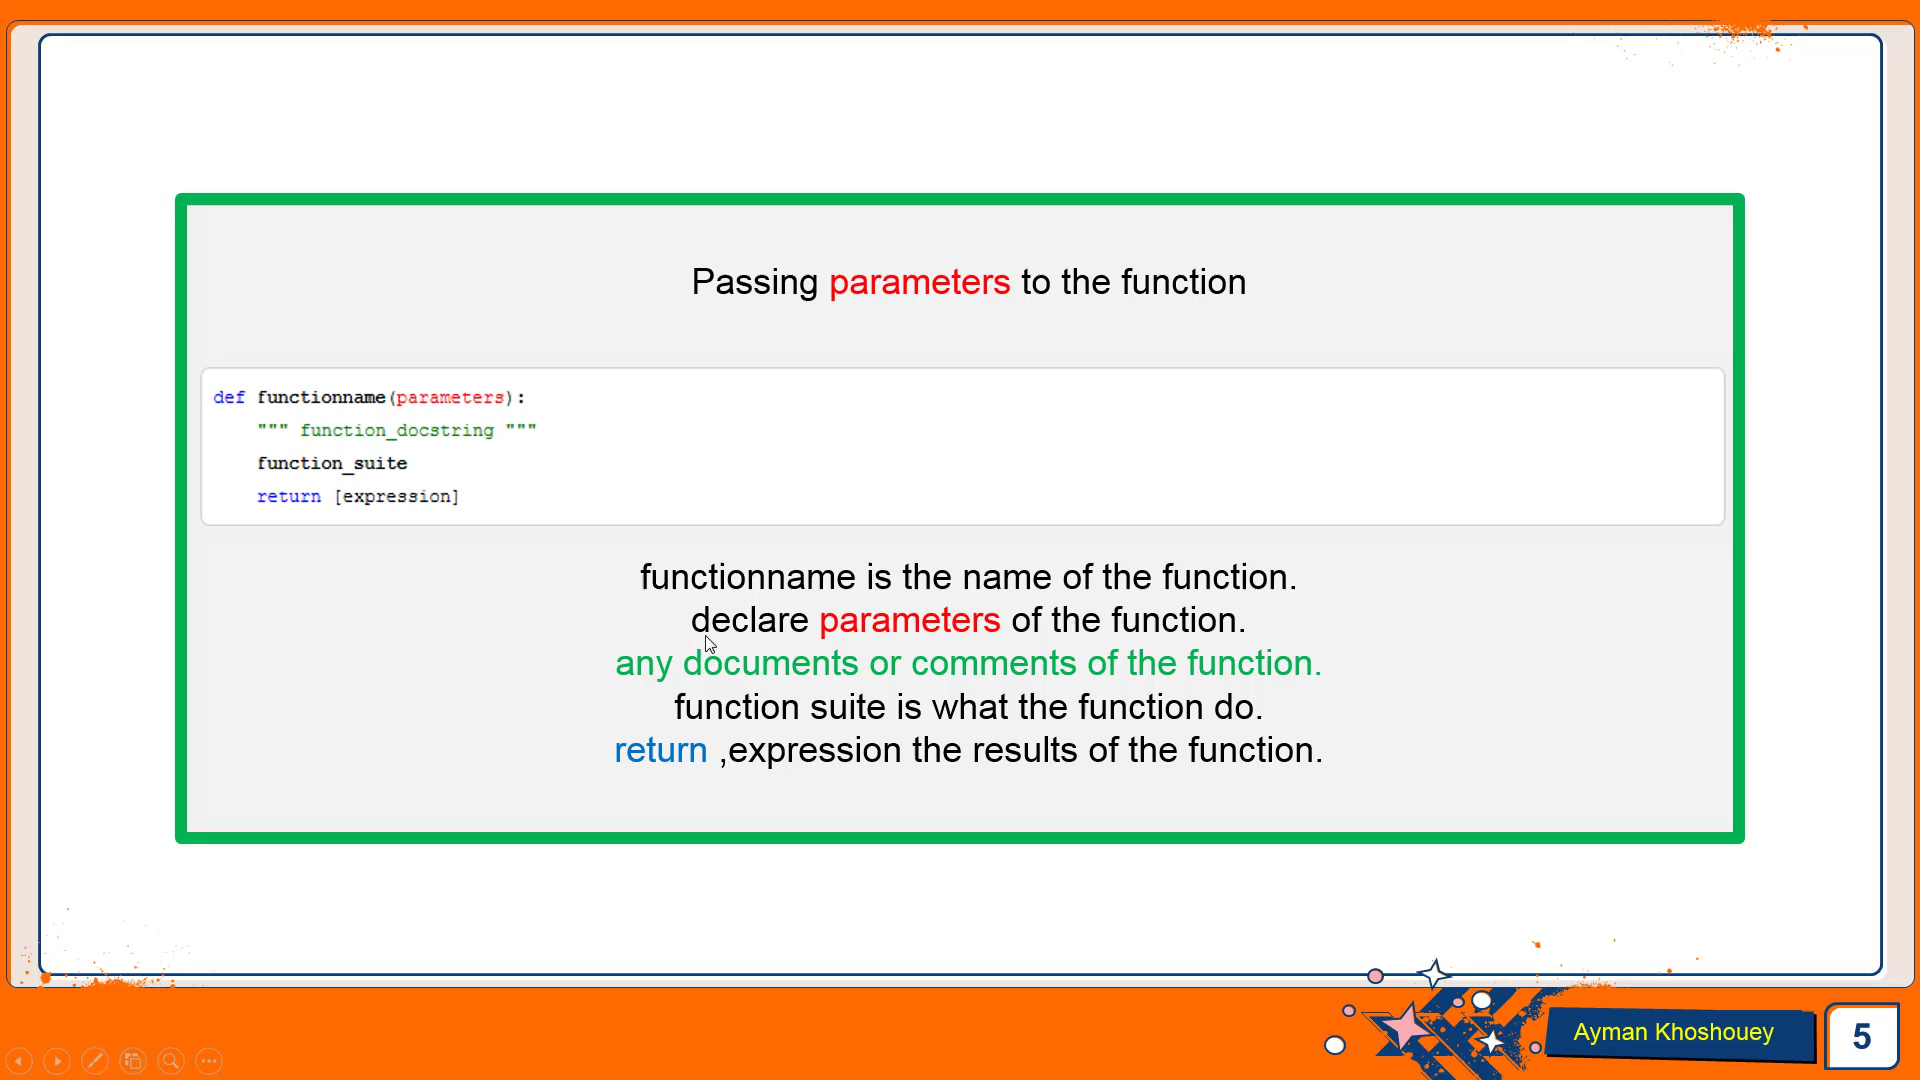 Passing parameters to the function
def functionname(parameters):
""" function_docstring """
function_suite
return [expression]
functionname is the name of the function.
declare parameters of the function.
any documents or comments of the function.
function suite is what the function do.
return ,expression the results of the function.
Ayman Khoshouey
5